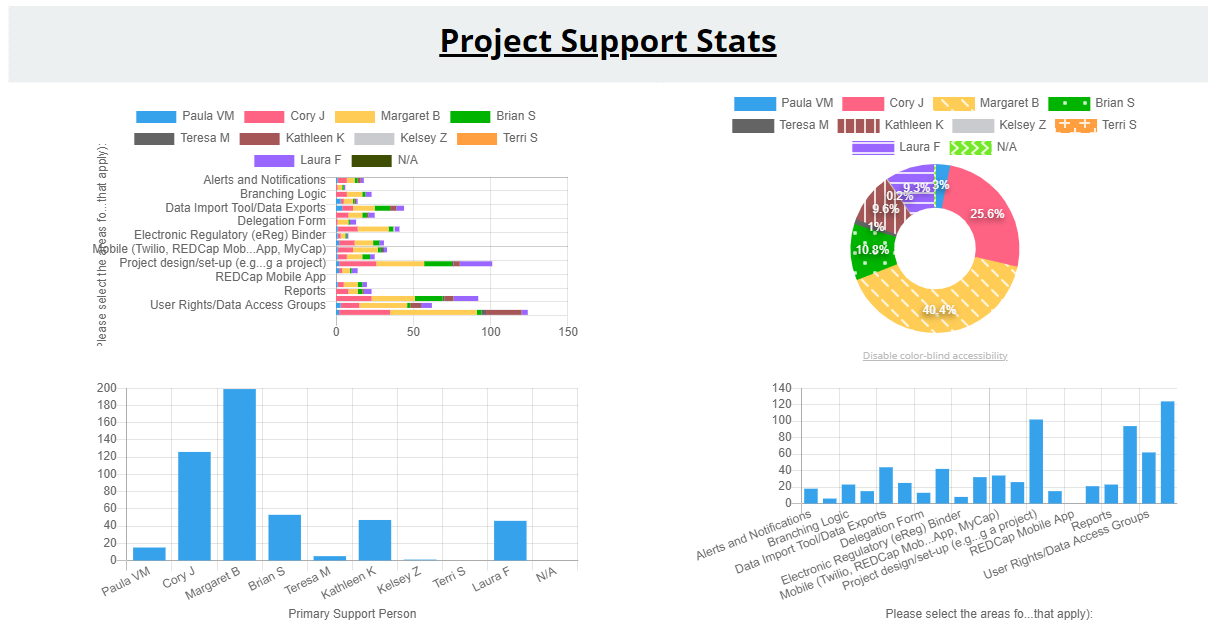 Project Support Stats
Paula VM Cory J Margaret B Brian S
Teresa M Kathleen K Kelsey Z Terri S
Laura F N/A
Please select the areas fo...that apply):
Alerts and Notifications
Branching Logic
Data Import Tool/Data Exports
Delegation Form
Electronic Regulatory (eReg) Binder
Mobile (Twilio, REDCap Mob...App, MyCap)
Project design/set-up (e.g...g a project)
REDCap Mobile App
Reports
User Rights/Data Access Groups
0 50 100 150
Paula VM Cory J Margaret B Brian S
Teresa M Kathleen K Kelsey Z Terri S
Laura F N/A
3%
25.6%
40.4%
10.8%
1%
9.6%
0.2%
9.3%
Disable color-blind accessibility
200
180
160
140
120
100
80
60
40
20
0
Paula VM Cory J Margaret B Brian S Teresa M Kathleen K Kelsey Z Terri S Laura F N/A
Primary Support Person
140
120
100
80
60
40
20
0
Alerts and Notifications
Branching Logic
Data Import Tool/Data Exports
Delegation Form
Electronic Regulatory (eReg) Binder
Mobile (Twilio, REDCap Mob...App, MyCap)
Project design/set-up (e.g...g a project)
REDCap Mobile App
Reports
User Rights/Data Access Groups
Please select the areas fo...that apply):